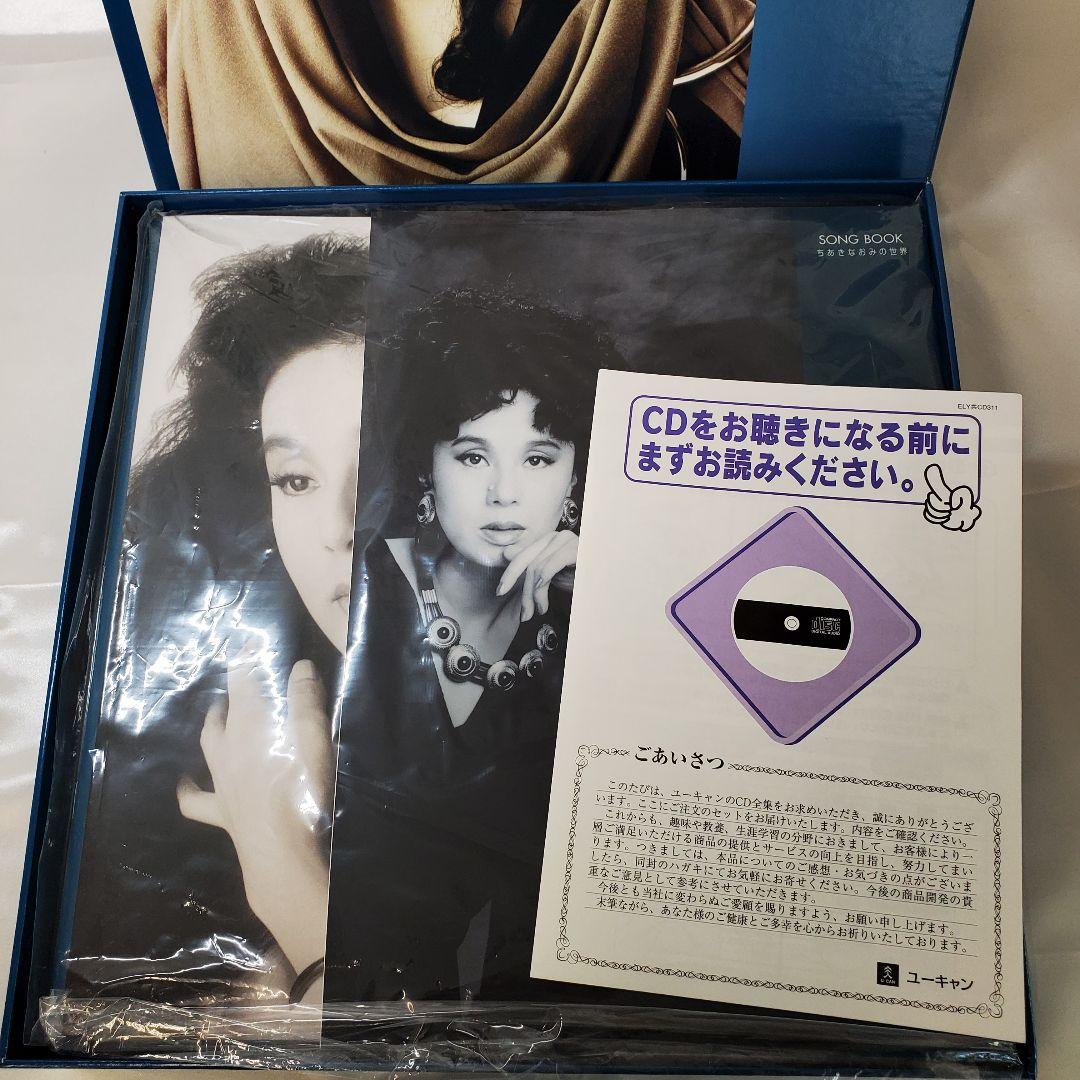 SONG BOOK
ちあきなおみの世界
ELY共CD311
CDをお聴きになる前に
まずお読みください。
COMPACT
disc
DIGITAL AUDIO
ごあいさつ
このたびは、ユーキャンのCD全集をお求めいただき、誠にありがとうござ
います。ここにご注文のセットをお届けいたします。内容をご確認ください。
これからも、趣味や教養、生涯学習の分野におきまして、お客様により一
層ご満足いただける商品の提供とサービスの向上を目指し、努力してまい
ります。つきましては、本品についてのご感想・お気づきの点がございま
したら、同封のハガキにてお気軽にお寄せください。今後の商品開発の貴
重なご意見として参考にさせていただきます。
今後とも当社に変わらぬご愛顧を賜りますよう、お願い申し上げます。
末筆ながら、あなた様のご健康とご多幸を心からお祈りいたしております。
U-CAN
ユーキャン